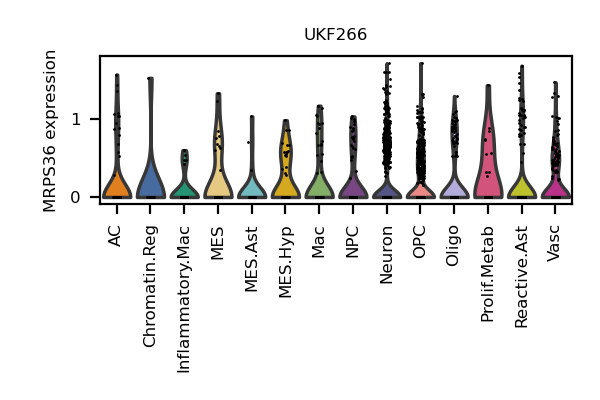 UKF266
MRPS36 expression
1
0
AC
Chromatin.Reg
Inflammatory.Mac
MES
MES.Ast
MES.Hyp
Mac
NPC
Neuron
OPC
Oligo
Prolif.Metab
Reactive.Ast
Vasc